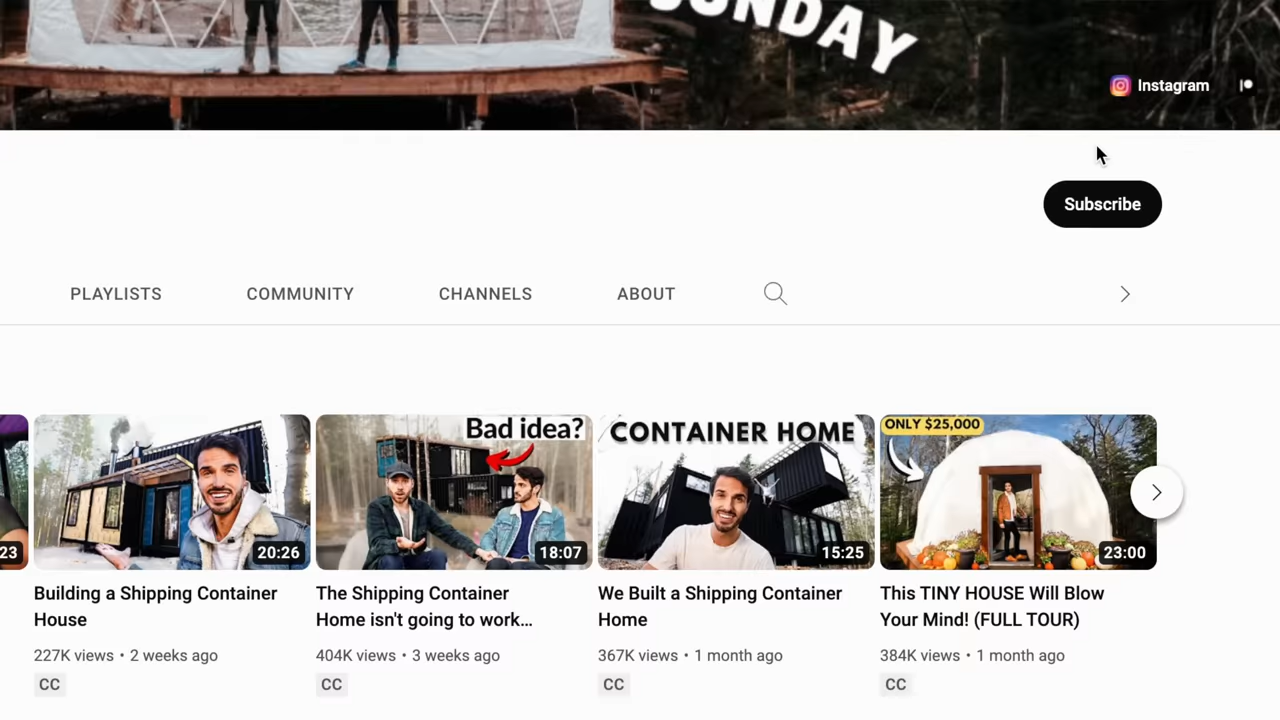 SUNDAY
Instagram
Subscribe
PLAYLISTS
COMMUNITY
CHANNELS
ABOUT
23
20:26
Bad idea?
18:07
CONTAINER HOME
15:25
ONLY $25,000
23:00
Building a Shipping Container
House
227K views • 2 weeks ago
CC
The Shipping Container
Home isn't going to work...
404K views • 3 weeks ago
CC
We Built a Shipping Container
Home
367K views • 1 month ago
CC
This TINY HOUSE Will Blow
Your Mind! (FULL TOUR)
384K views • 1 month ago
CC